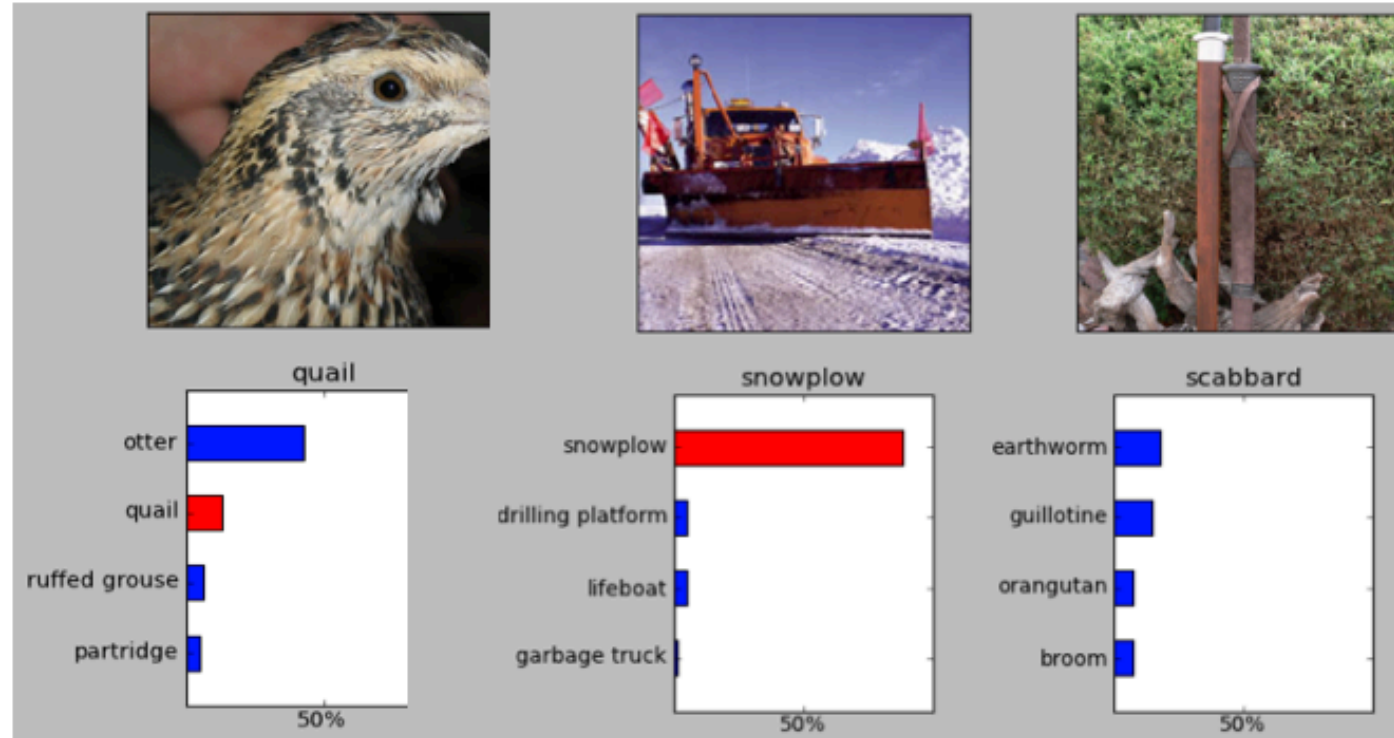 quail
otter
quail
ruffed grouse
partridge
50%
snowplow
snowplow
drilling platform
lifeboat
garbage truck
50%
scabbard
earthworm
guillotine
orangutan
broom
50%